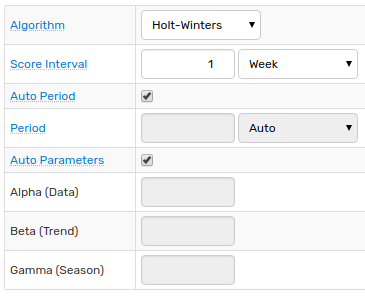 Algorithm Holt-Winters
Score Interval 1 Week
Auto Period
Period Auto
Auto Parameters
Alpha (Data)
Beta (Trend)
Gamma (Season)